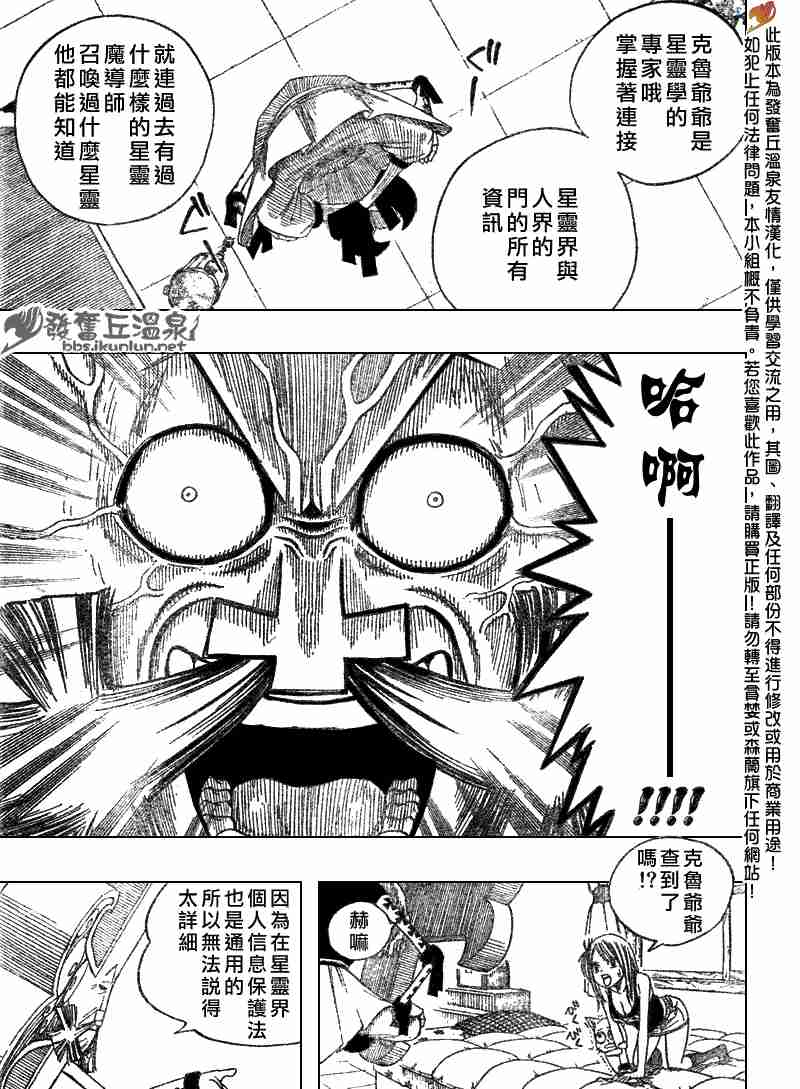 克魯爺爺是
星靈學的
專家哦
掌握著連接
星靈界與
人界的
門的所有
資訊
就連過去有過
什麼樣的星靈
魔導師
召喚過什麼星靈
他都能知道
發奮丘溫泉
bbs.ikunlun.net
哈啊━━!!!!
克魯爺爺
查到了
嗎!?
赫嘛
因為在星靈界
個人信息保護法
也是通用的
所以無法說得
太詳細
此版本為發奮丘溫泉友情漢化，僅供學習交流之用，其圖、翻譯及任何部份不得進行修改或用於商業用途！
如犯上任何法律問題，本小組概不負責。若您喜歡此作品，請購買正版!!請勿轉至貪婪或森蘭旗下任何網站!!